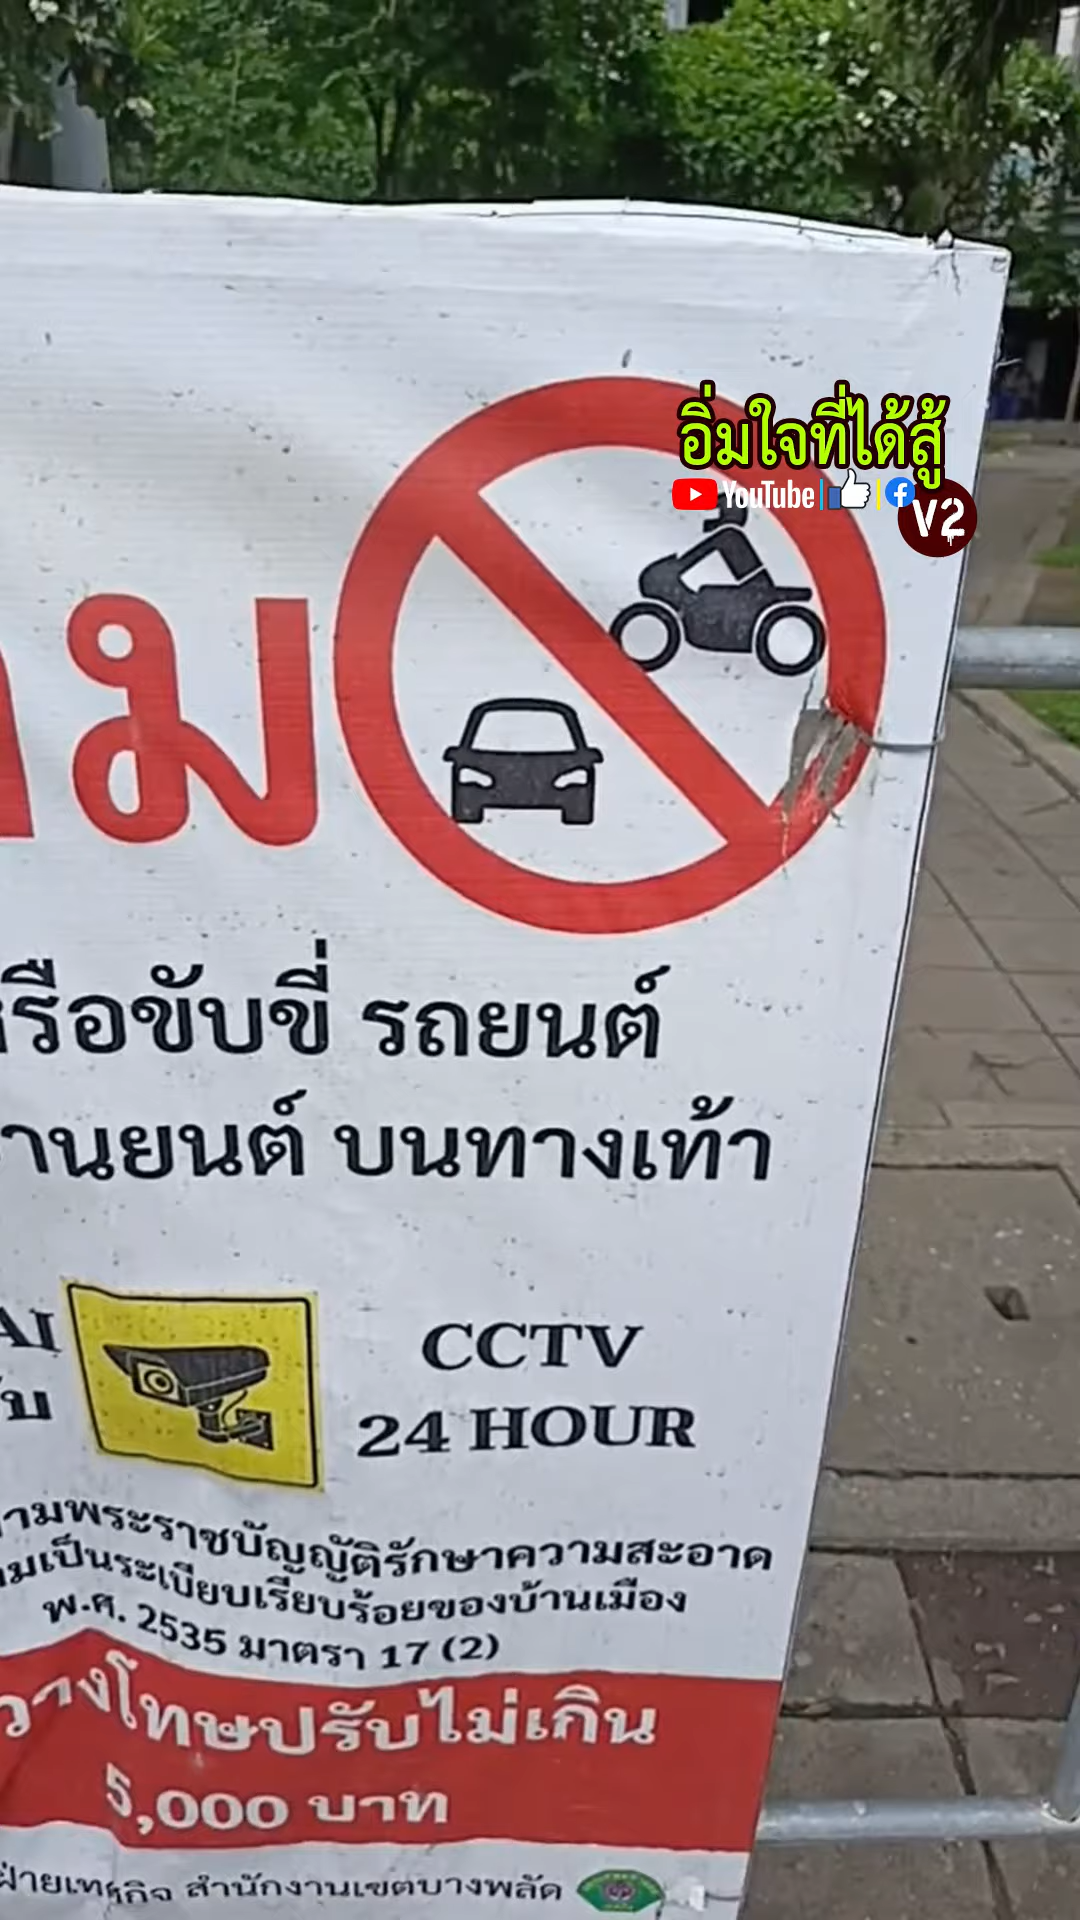 อิ่มใจที่ได้สู้
YouTube
V2
ม
หรือขับขี่ รถยนต์
านยนต์ บนทางเท้า
AI
CCTV
24 HOUR
ามพระราชบัญญัติรักษาความสะอาด
ามเป็นระเบียบเรียบร้อยของบ้านเมือง
พ.ศ. 2535 มาตรา 17 (2)
วางโทษปรับไม่เกิน
5,000 บาท
ฝ่ายเทศกิจ สำนักงานเขตบางพลัด